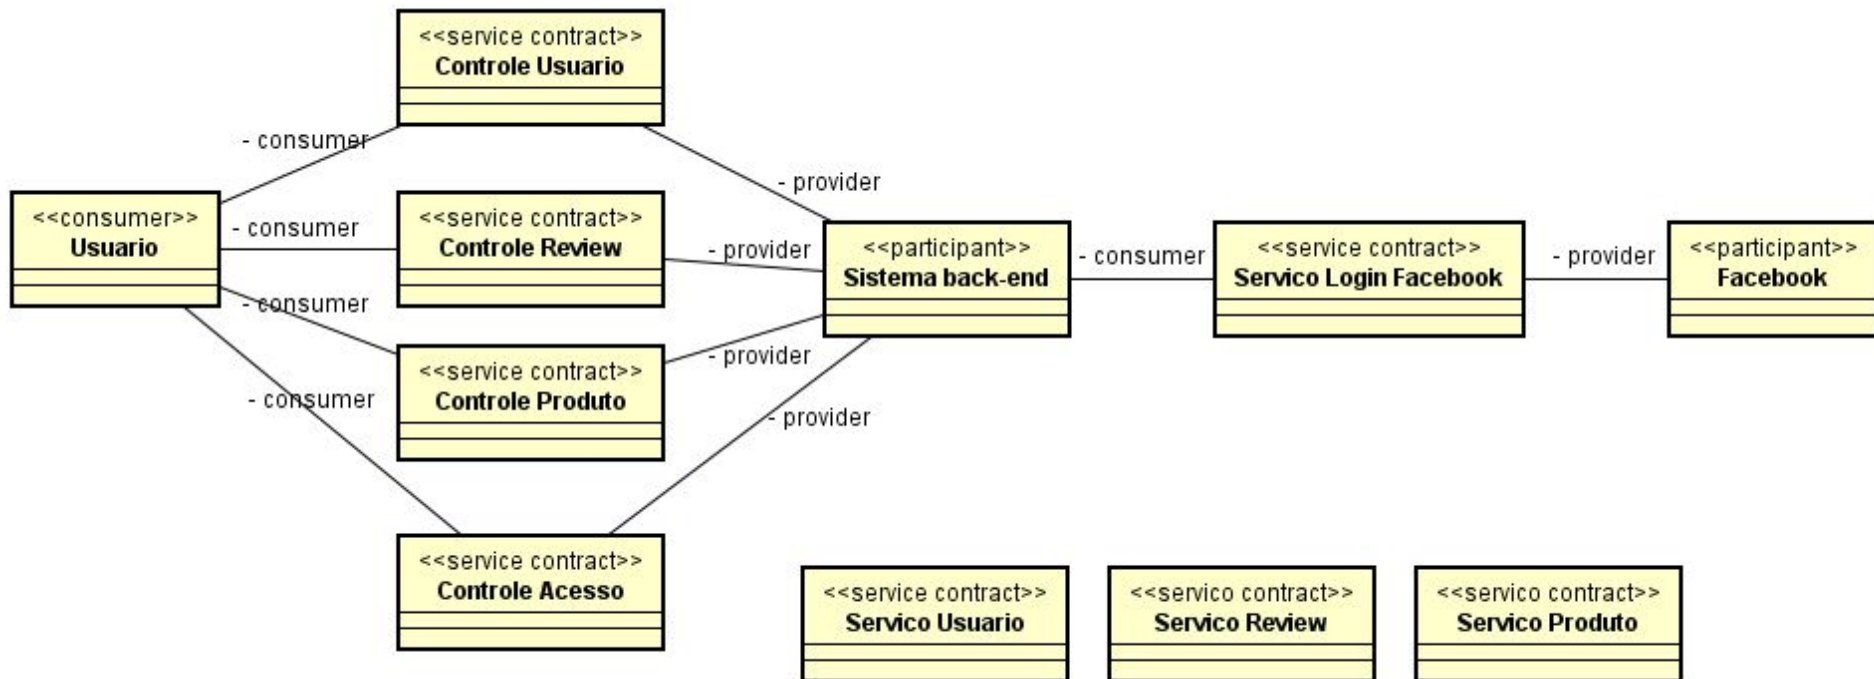 <<service contract>>
Controle Usuario
- consumer
- provider
<<consumer>>
Usuario
- consumer
<<service contract>>
Controle Review
- provider
<<participant>>
Sistema back-end
- consumer
<<service contract>>
Servico Login Facebook
- provider
<<participant>>
Facebook
- consumer
<<service contract>>
Controle Produto
- provider
- consumer
- provider
<<service contract>>
Controle Acesso
<<service contract>>
Servico Usuario
<<servico contract>>
Servico Review
<<servico contract>>
Servico Produto